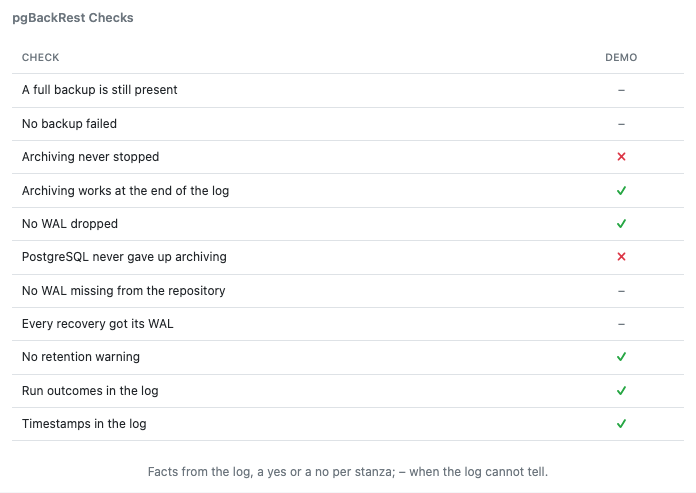 pgBackRest Checks
CHECK DEMO
A full backup is still present –
No backup failed –
Archiving never stopped ✗
Archiving works at the end of the log ✓
No WAL dropped ✓
PostgreSQL never gave up archiving ✗
No WAL missing from the repository –
Every recovery got its WAL –
No retention warning ✓
Run outcomes in the log ✓
Timestamps in the log ✓
Facts from the log, a yes or a no per stanza; – when the log cannot tell.